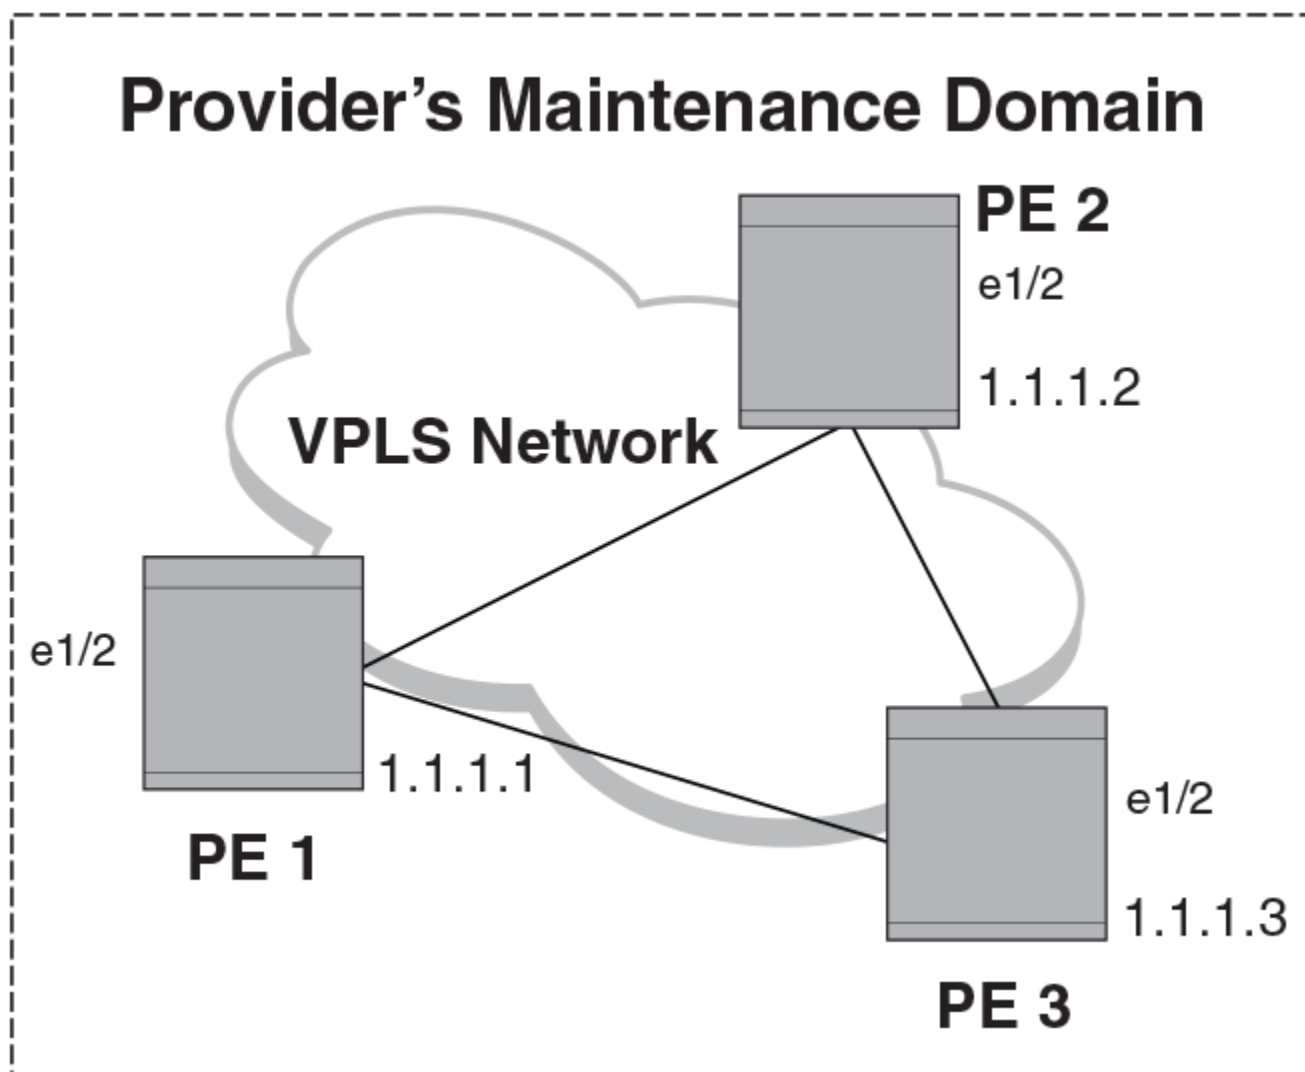 Provider’s Maintenance Domain
PE 2
e1/2
1.1.1.2
VPLS Network
e1/2
1.1.1.1
PE 1
e1/2
1.1.1.3
PE 3